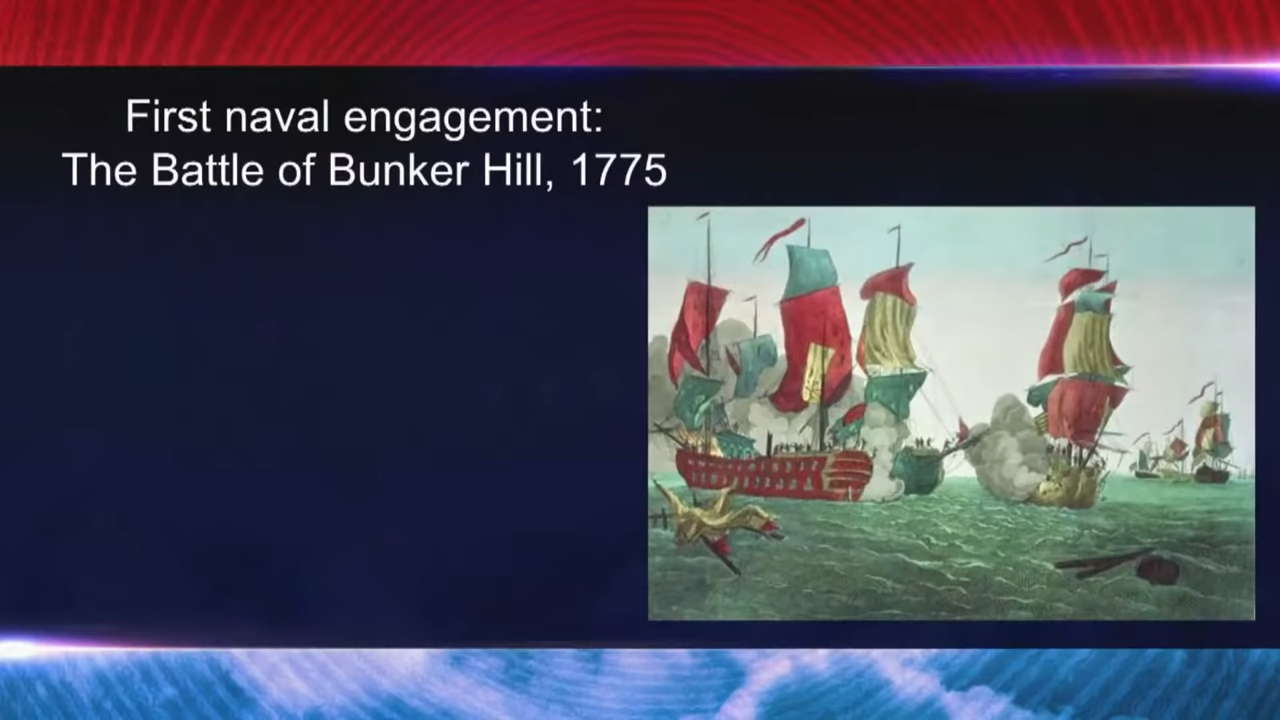 First naval engagement:
The Battle of Bunker Hill, 1775